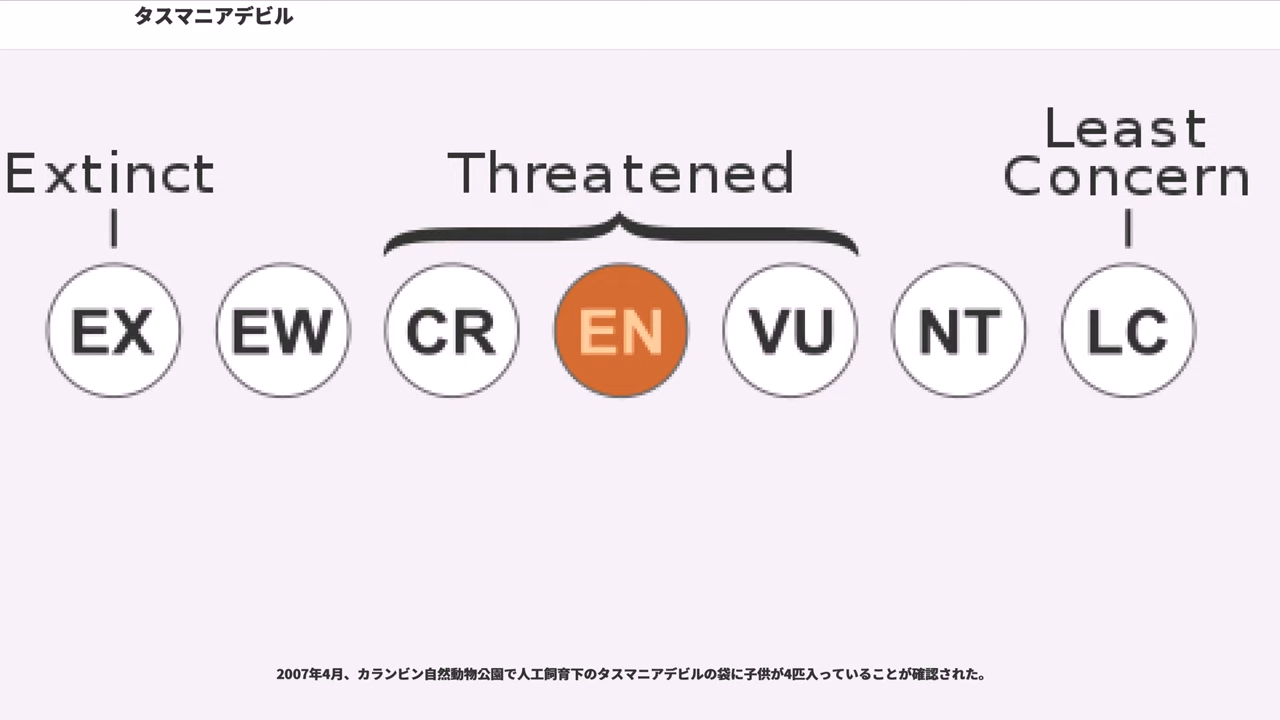 タスマニアデビル
Least
Extinct Threatened Concern
EX EW CR EN VU NT LC
2007年4月、カランビン自然動物公園で人工飼育下のタスマニアデビルの袋に子供が4匹入っていることが確認された。